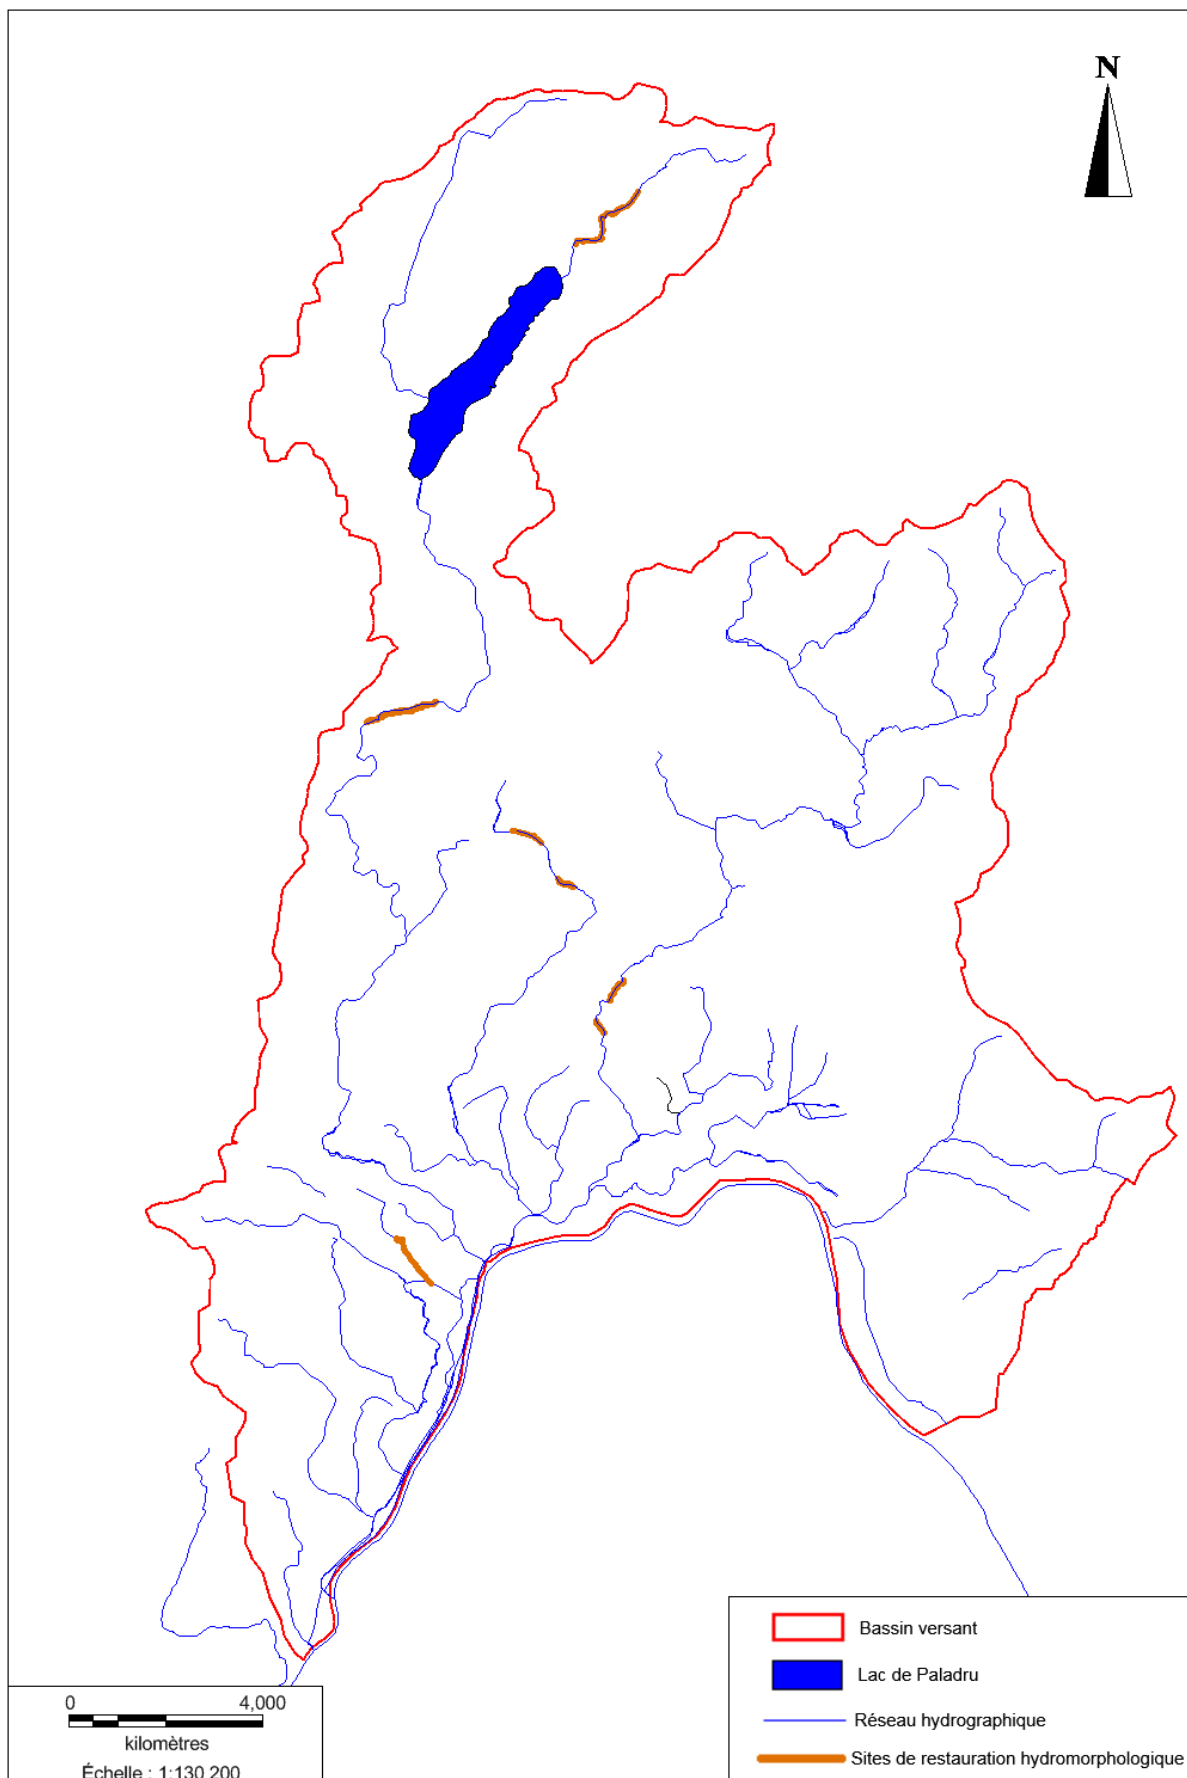 N
Bassin versant
Lac de Paladru
Réseau hydrographique
Sites de restauration hydromorphologique
0 4,000
kilomètres
Échelle : 1:130 200